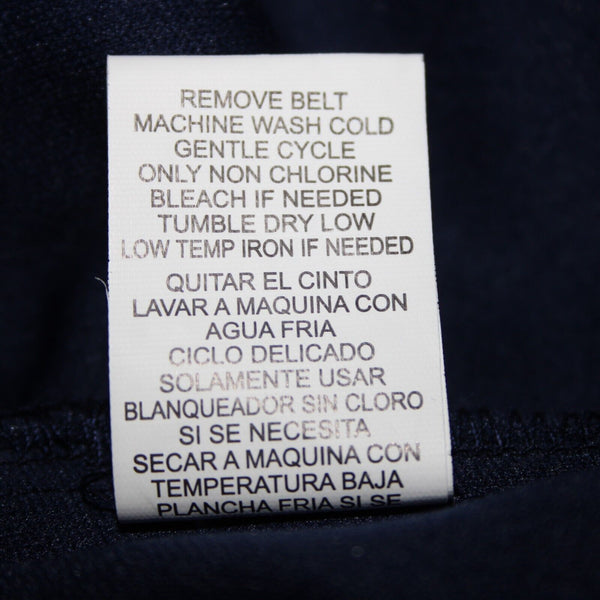 REMOVE BELT
MACHINE WASH COLD
GENTLE CYCLE
ONLY NON CHLORINE
BLEACH IF NEEDED
TUMBLE DRY LOW
LOW TEMP IRON IF NEEDED
QUITAR EL CINTO
LAVAR A MAQUINA CON
AGUA FRIA
CICLO DELICADO
SOLAMENTE USAR
BLANQUEADOR SIN CLORO
SI SE NECESITA
SECAR A MAQUINA CON
TEMPERATURA BAJA
PLANCHA FRIA SI SE